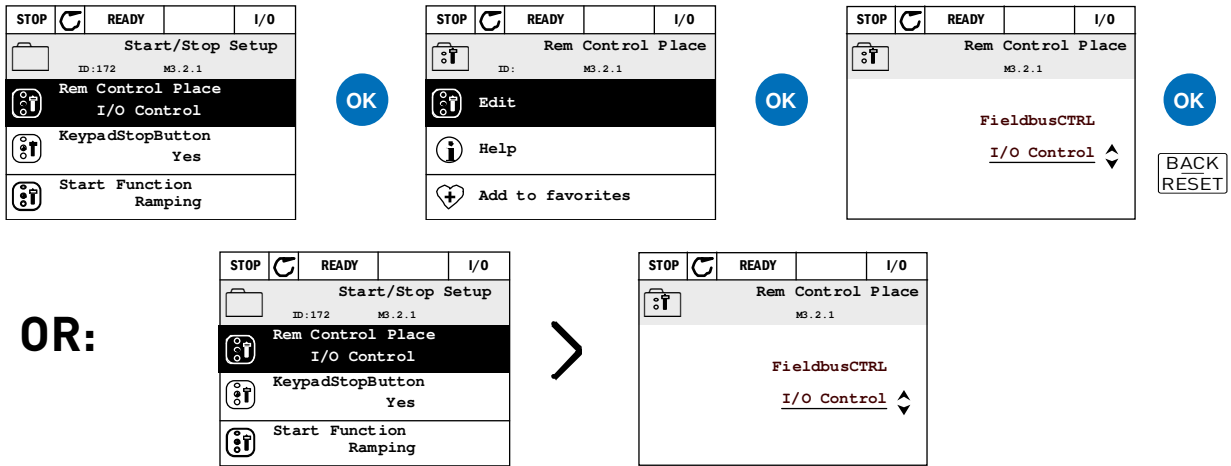 STOP READY I/O
Start/Stop Setup
ID:172 M3.2.1
Rem Control Place
I/O Control
KeypadStopButton
Yes
Start Function
Ramping
OK
STOP READY I/O
Rem Control Place
ID: M3.2.1
Edit
Help
Add to favorites
OK
STOP READY I/O
Rem Control Place
M3.2.1
FieldbusCTRL
I/O Control
OK
BACK
RESET
OR:
STOP READY I/O
Start/Stop Setup
ID:172 M3.2.1
Rem Control Place
I/O Control
KeypadStopButton
Yes
Start Function
Ramping
STOP READY I/O
Rem Control Place
M3.2.1
FieldbusCTRL
I/O Control